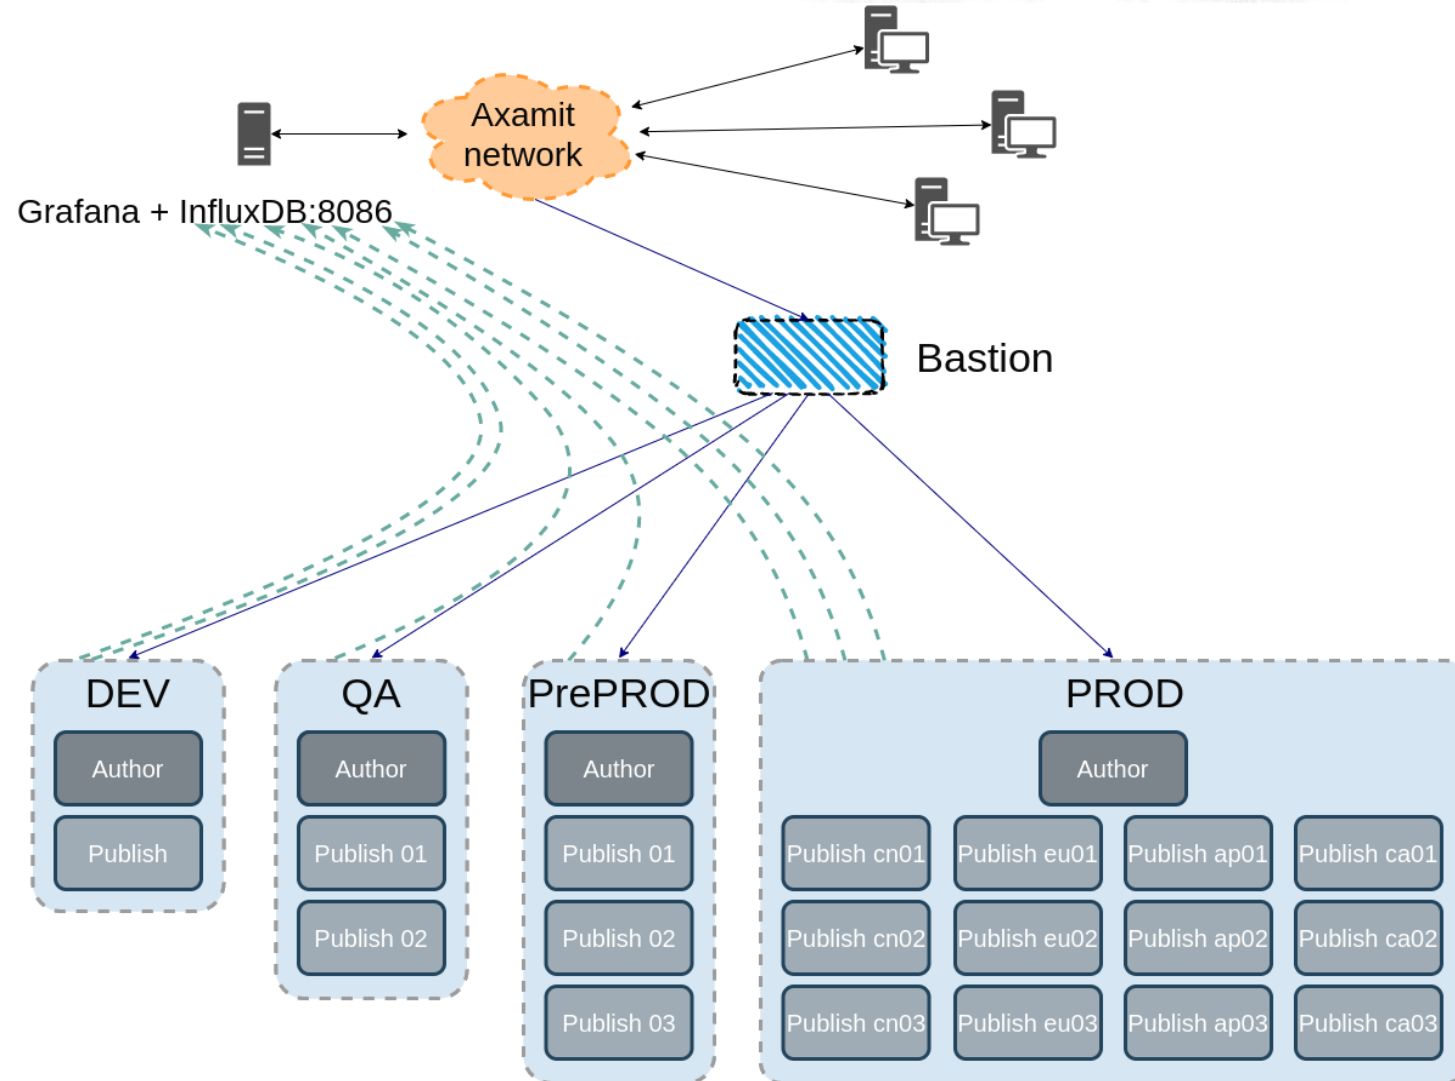 Axamit
network
Grafana + InfluxDB:8086
Bastion
DEV
Author
Publish
QA
Author
Publish 01
Publish 02
PrePROD
Author
Publish 01
Publish 02
Publish 03
PROD
Author
Publish cn01
Publish eu01
Publish ap01
Publish ca01
Publish cn02
Publish eu02
Publish ap02
Publish ca02
Publish cn03
Publish eu03
Publish ap03
Publish ca03